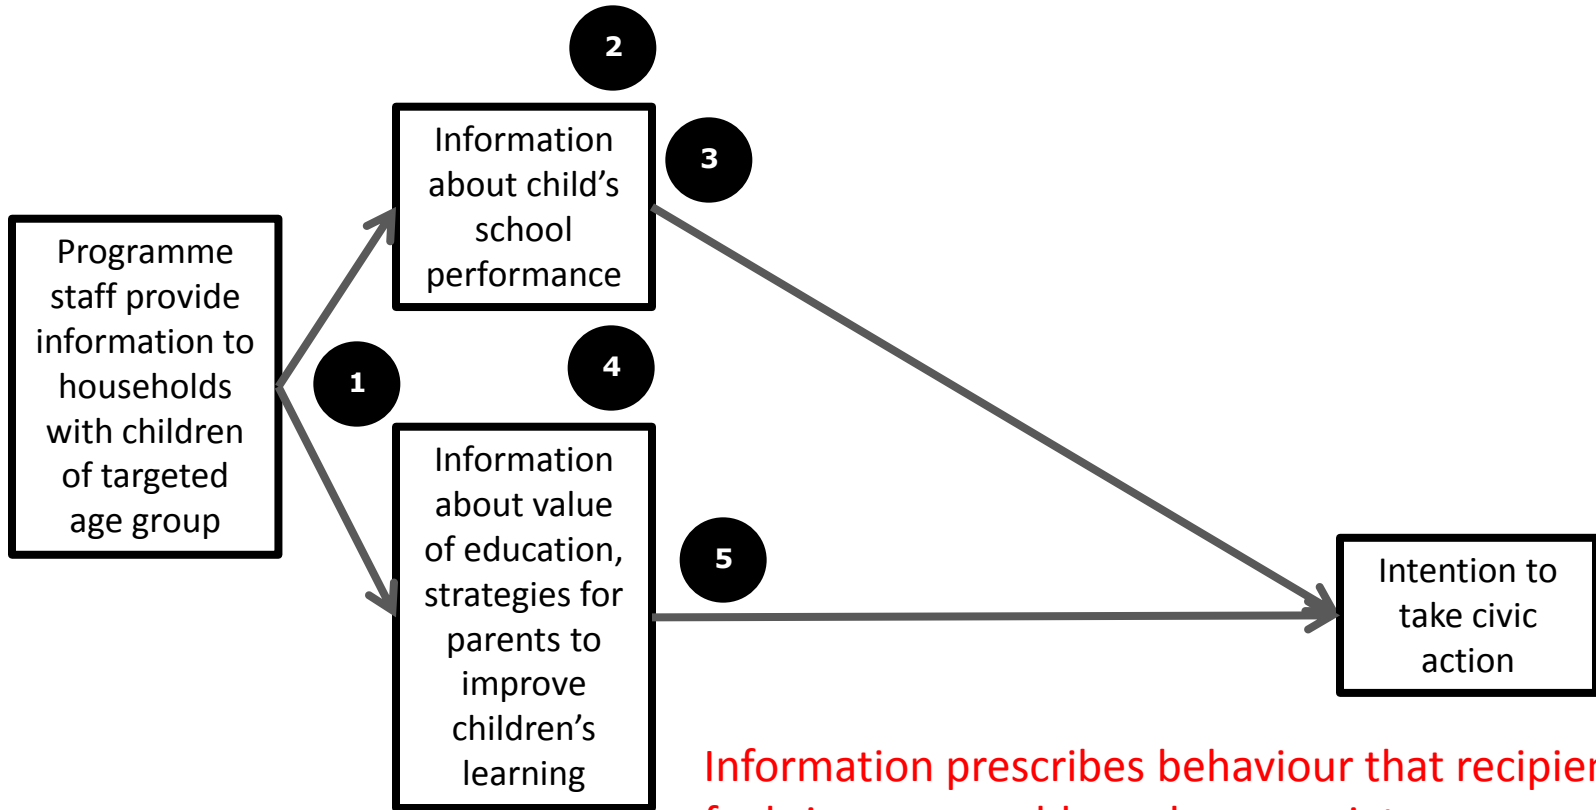 2
Information
about child’s
school
performance
3
Programme
staff provide
information to
households
with children
of targeted
age group
1
4
Information
about value
of education,
strategies for
parents to
improve
children’s
learning
5
Intention to
take civic
action
Information prescribes behaviour that